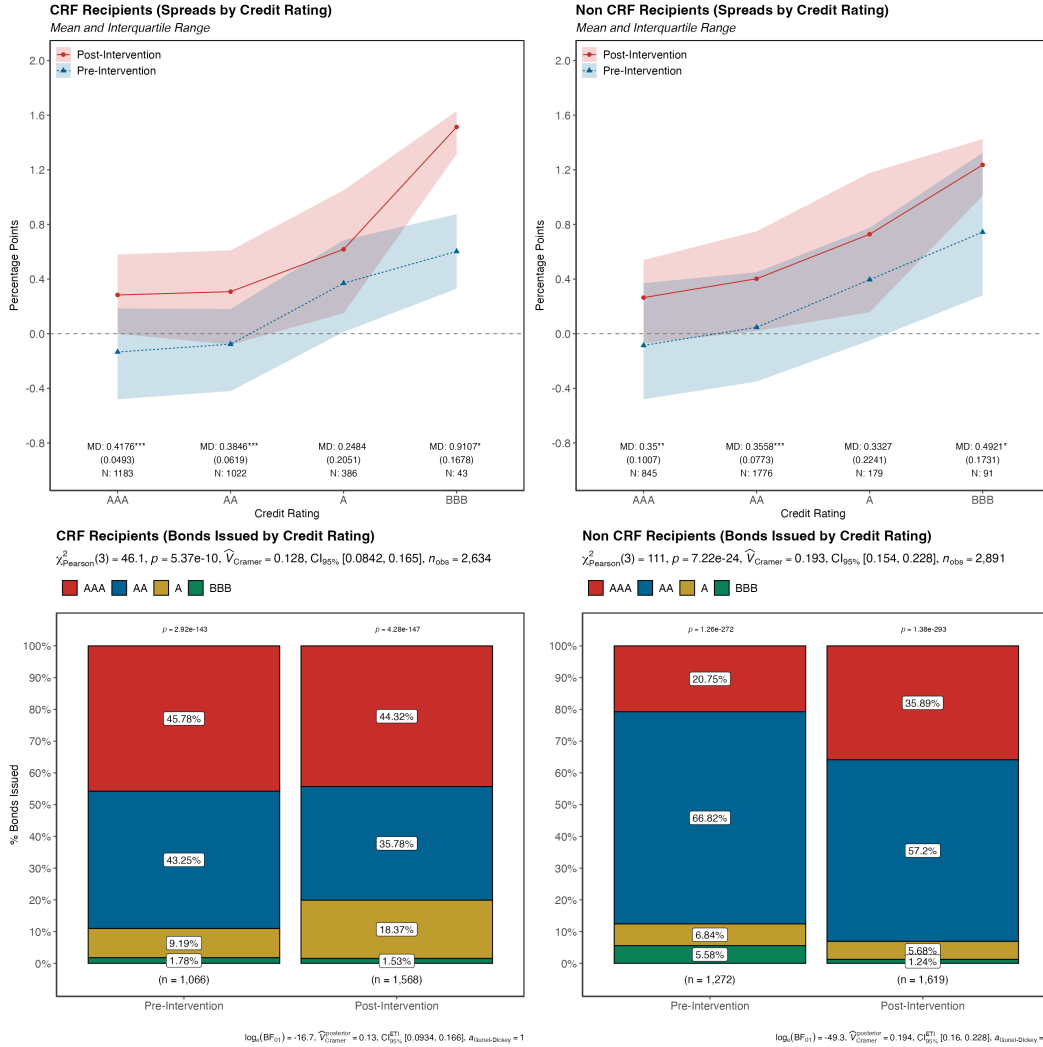 CRF Recipients (Spreads by Credit Rating)
Mean and Interquartile Range
Post-Intervention
Pre-Intervention
2.0
1.6
1.2
0.8
0.4
0.0
-0.4
-0.8
Percentage Points
MD: 0.4176*** MD: 0.3846*** MD: 0.2484 MD: 0.9107*
(0.0493) (0.0619) (0.2051) (0.1678)
N: 1183 N: 1022 N: 386 N: 43
AAA AA A BBB
Credit Rating
Non CRF Recipients (Spreads by Credit Rating)
Mean and Interquartile Range
Post-Intervention
Pre-Intervention
2.0
1.6
1.2
0.8
0.4
0.0
-0.4
-0.8
Percentage Points
MD: 0.35** MD: 0.3558*** MD: 0.3327 MD: 0.4921*
(0.1007) (0.0773) (0.2241) (0.1731)
N: 845 N: 1776 N: 179 N: 91
AAA AA A BBB
Credit Rating
CRF Recipients (Bonds Issued by Credit Rating)
χ²Pearson(3) = 46.1, p = 5.37e-10, V̂Cramer = 0.128, CI95% [0.0842, 0.165], nobs = 2,634
AAA AA A BBB
p = 2.92e-143 p = 4.28e-147
100%
90%
80%
70%
60%
50%
40%
30%
20%
10%
0%
% Bonds Issued
45.78% 44.32%
43.25% 35.78%
9.19% 18.37%
1.78% 1.53%
(n = 1,066) (n = 1,568)
Pre-Intervention Post-Intervention
loge(BF01) = -16.7, V̂Cramer posterior = 0.13, CI95% ETI [0.0934, 0.166], aGunel-Dickey = 1
Non CRF Recipients (Bonds Issued by Credit Rating)
χ²Pearson(3) = 111, p = 7.22e-24, V̂Cramer = 0.193, CI95% [0.154, 0.228], nobs = 2,891
AAA AA A BBB
p = 1.26e-272 p = 1.38e-293
100%
90%
80%
70%
60%
50%
40%
30%
20%
10%
0%
20.75% 35.89%
66.82% 57.2%
6.84% 5.68%
5.58% 1.24%
(n = 1,272) (n = 1,619)
Pre-Intervention Post-Intervention
loge(BF01) = -49.3, V̂Cramer posterior = 0.194, CI95% ETI [0.16, 0.228], aGunel-Dickey =